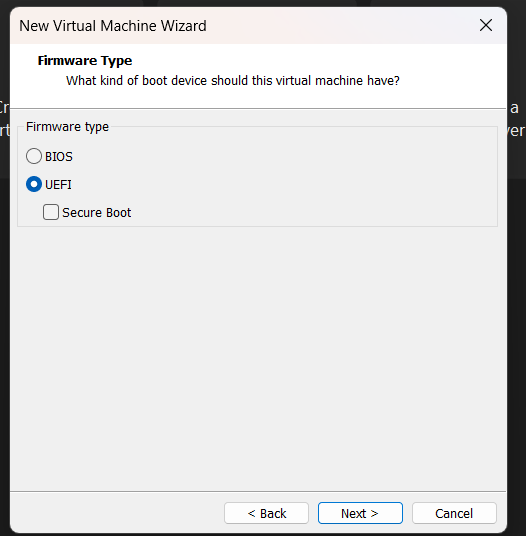 New Virtual Machine Wizard
Firmware Type
What kind of boot device should this virtual machine have?
Firmware type
BIOS
UEFI
Secure Boot
< Back
Next >
Cancel